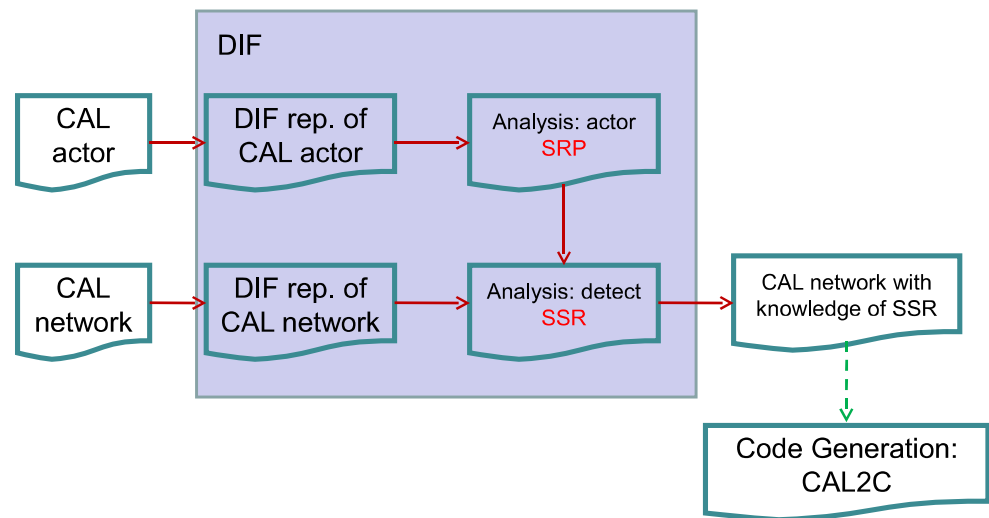 DIF
CAL
actor
DIF rep. of
CAL actor
Analysis: actor
SRP
CAL
network
DIF rep. of
CAL network
Analysis: detect
SSR
CAL network with
knowledge of SSR
Code Generation:
CAL2C